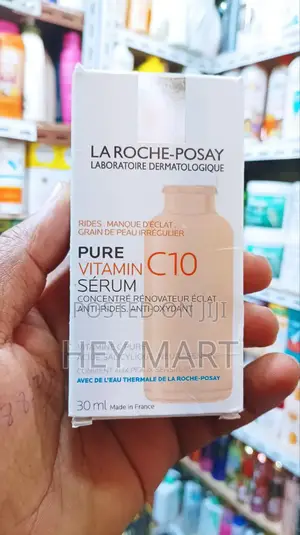 LA ROCHE-POSAY
LABORATOIRE DERMATOLOGIQUE
RIDES. MANQUE D'ÉCLAT.
GRAIN DE PEAU IRRÉGULIER
PURE
VITAMIN C10
SÉRUM
CONCENTRÉ RÉNOVATEUR ÉCLAT
ANTI-RIDES, ANTI-OXYDANT
POSTED ON JIJI
HEY MART
AVEC DE L'EAU THERMALE DE LA ROCHE-POSAY
30 ml Made in France